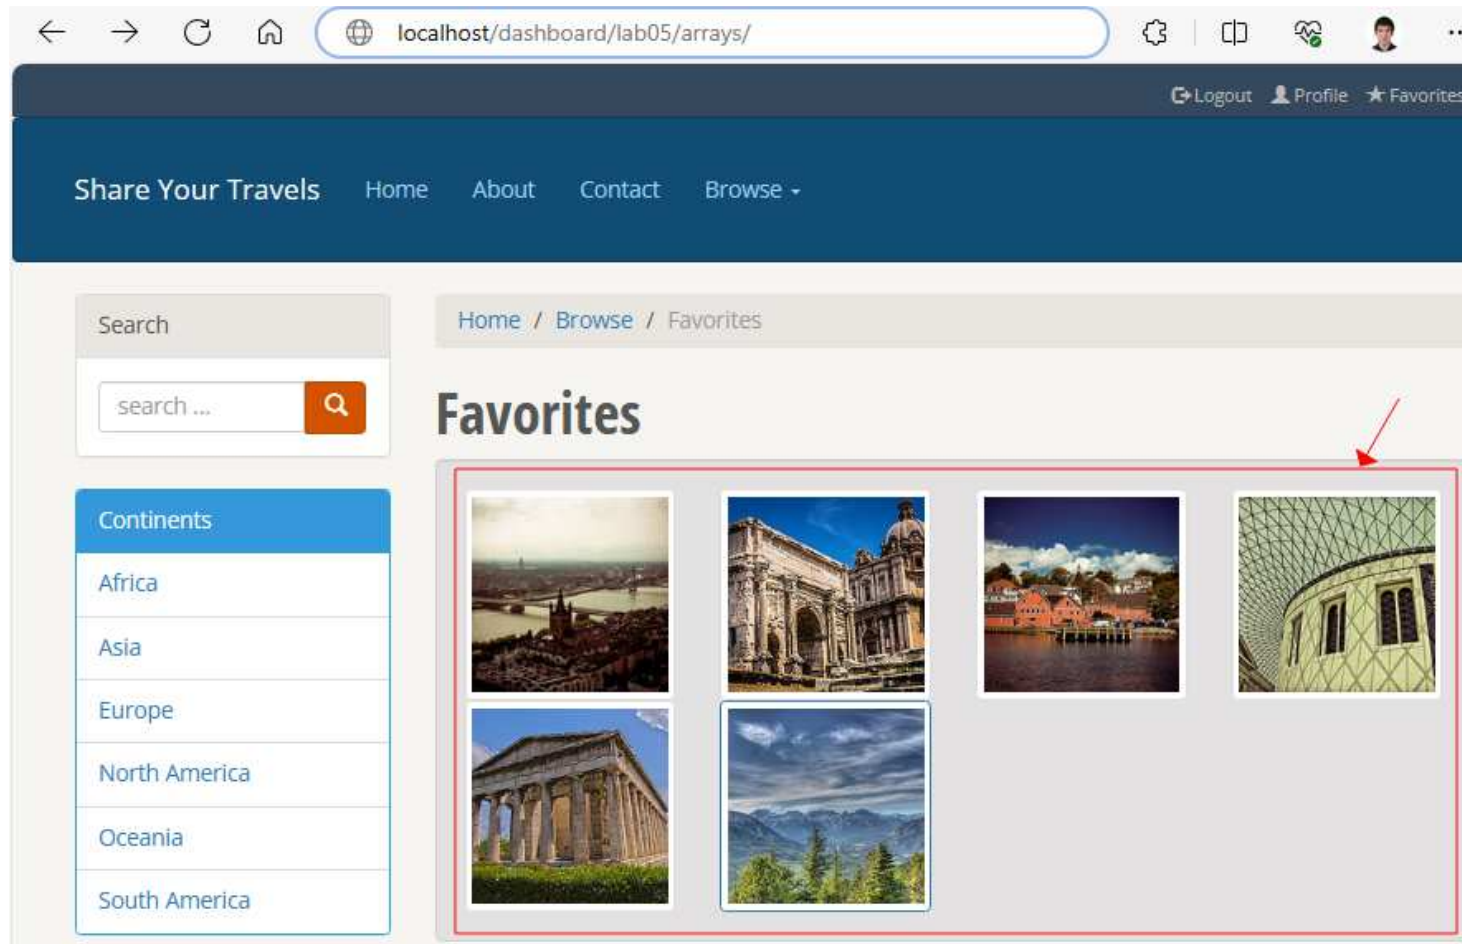 localhost/dashboard/lab05/arrays/
Logout Profile Favorites
Share Your Travels Home About Contact Browse
Search
search ...
Continents
Africa
Asia
Europe
North America
Oceania
South America
Home / Browse / Favorites
Favorites